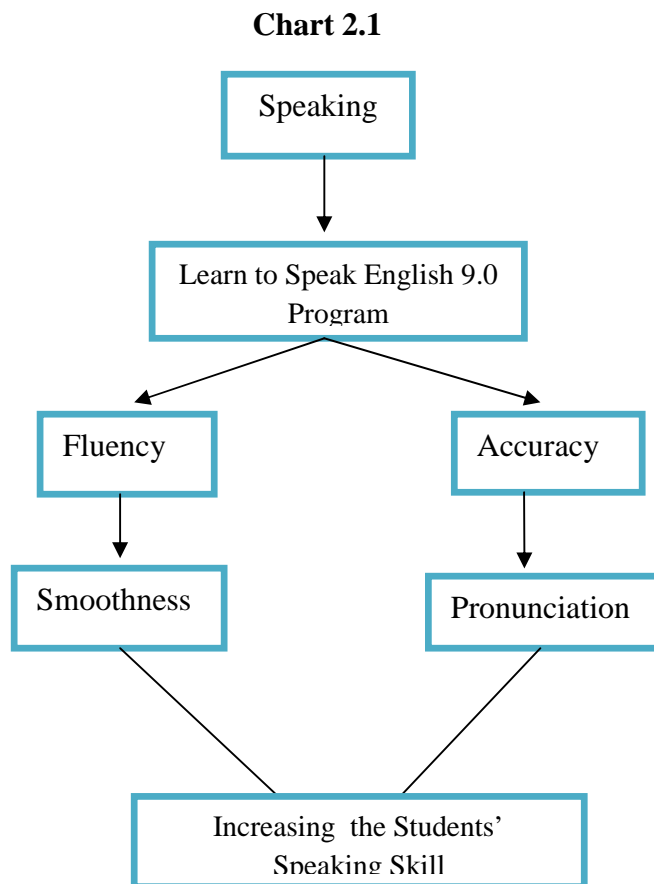 Chart 2.1
Speaking
Learn to Speak English 9.0
Program
Fluency
Accuracy
Smoothness
Pronunciation
Increasing  the Students’
Speaking Skill